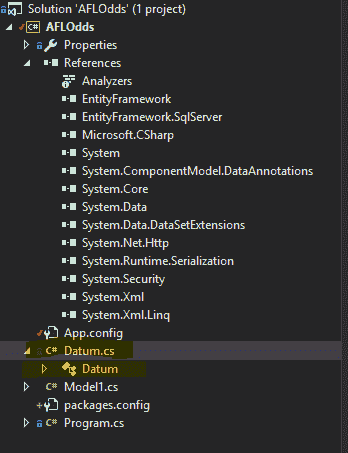 Solution 'AFLOdds' (1 project)
C# AFLOdds
Properties
References
Analyzers
EntityFramework
EntityFramework.SqlServer
Microsoft.CSharp
System
System.ComponentModel.DataAnnotations
System.Core
System.Data
System.Data.DataSetExtensions
System.Net.Http
System.Runtime.Serialization
System.Security
System.Xml
System.Xml.Linq
App.config
C# Datum.cs
Datum
C# Model1.cs
packages.config
C# Program.cs